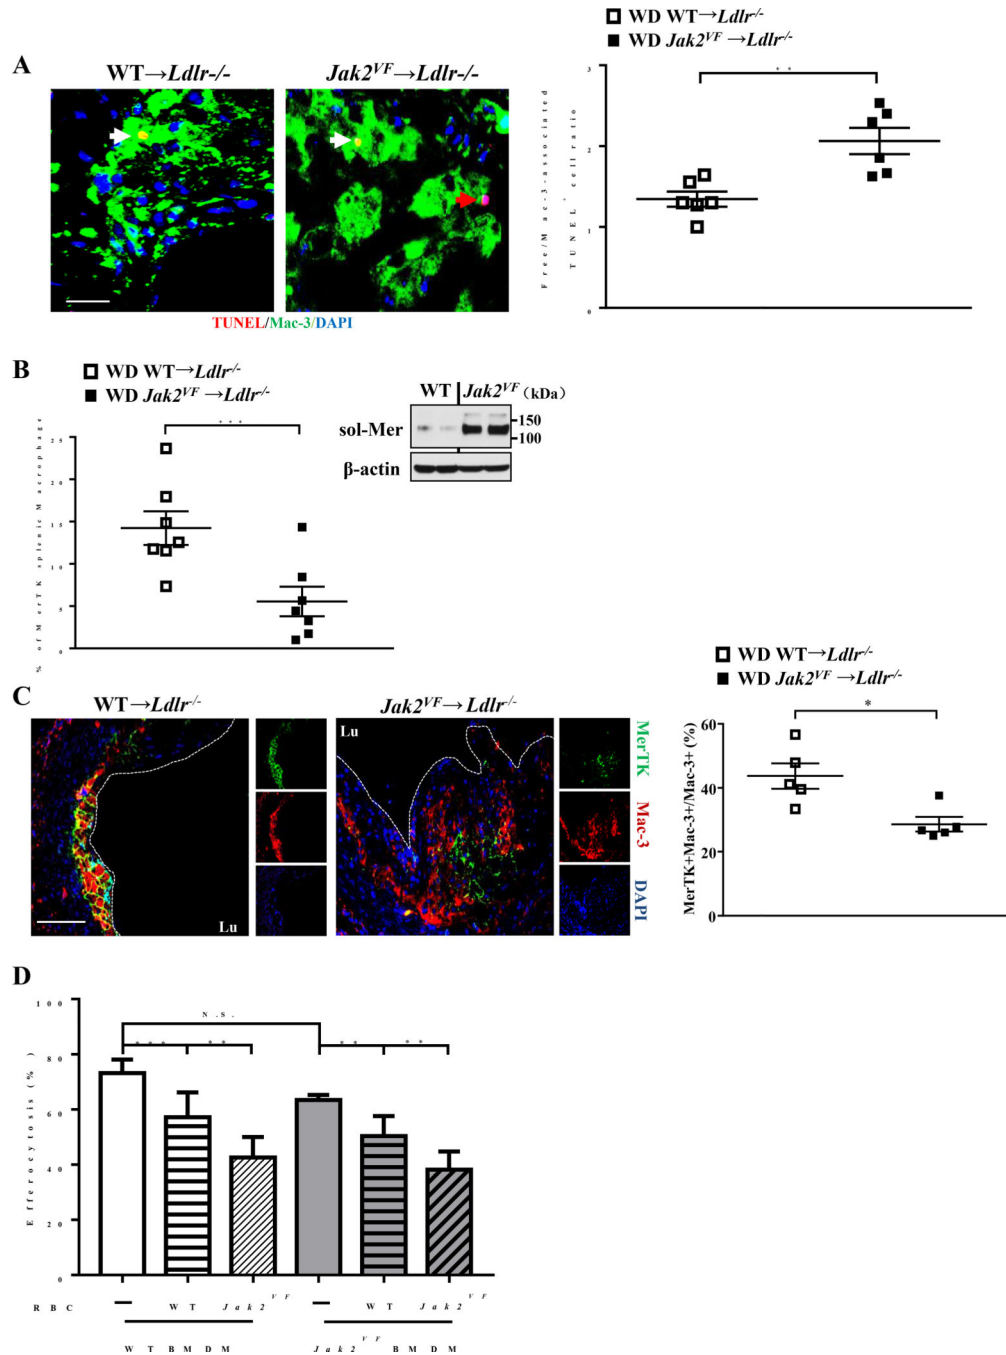 WD WT→Ldlr-/-
WD Jak2VF →Ldlr-/-
A
WT→Ldlr-/-
Jak2VF→Ldlr-/-
TUNEL/Mac-3/DAPI
Free/Mac-3-associated
TUNEL+ cell ratio
3
2
1
0
**
B
WD WT→Ldlr-/-
WD Jak2VF →Ldlr-/-
% of MerTK splenic Macrophage
25
20
15
10
5
0
***
WT Jak2VF (kDa)
sol-Mer
150
100
β-actin
C
WT→Ldlr-/-
Jak2VF→Ldlr-/-
Lu
Lu
MerTK
Mac-3
DAPI
WD WT→Ldlr-/-
WD Jak2VF →Ldlr-/-
MerTK+Mac-3+/Mac-3+ (%)
60
40
20
0
*
D
Efferocytosis (%)
100
80
60
40
20
0
N.S.
*** ** ** **
RBC – WT Jak2VF – WT Jak2VF
WT BMDM Jak2VF BMDM